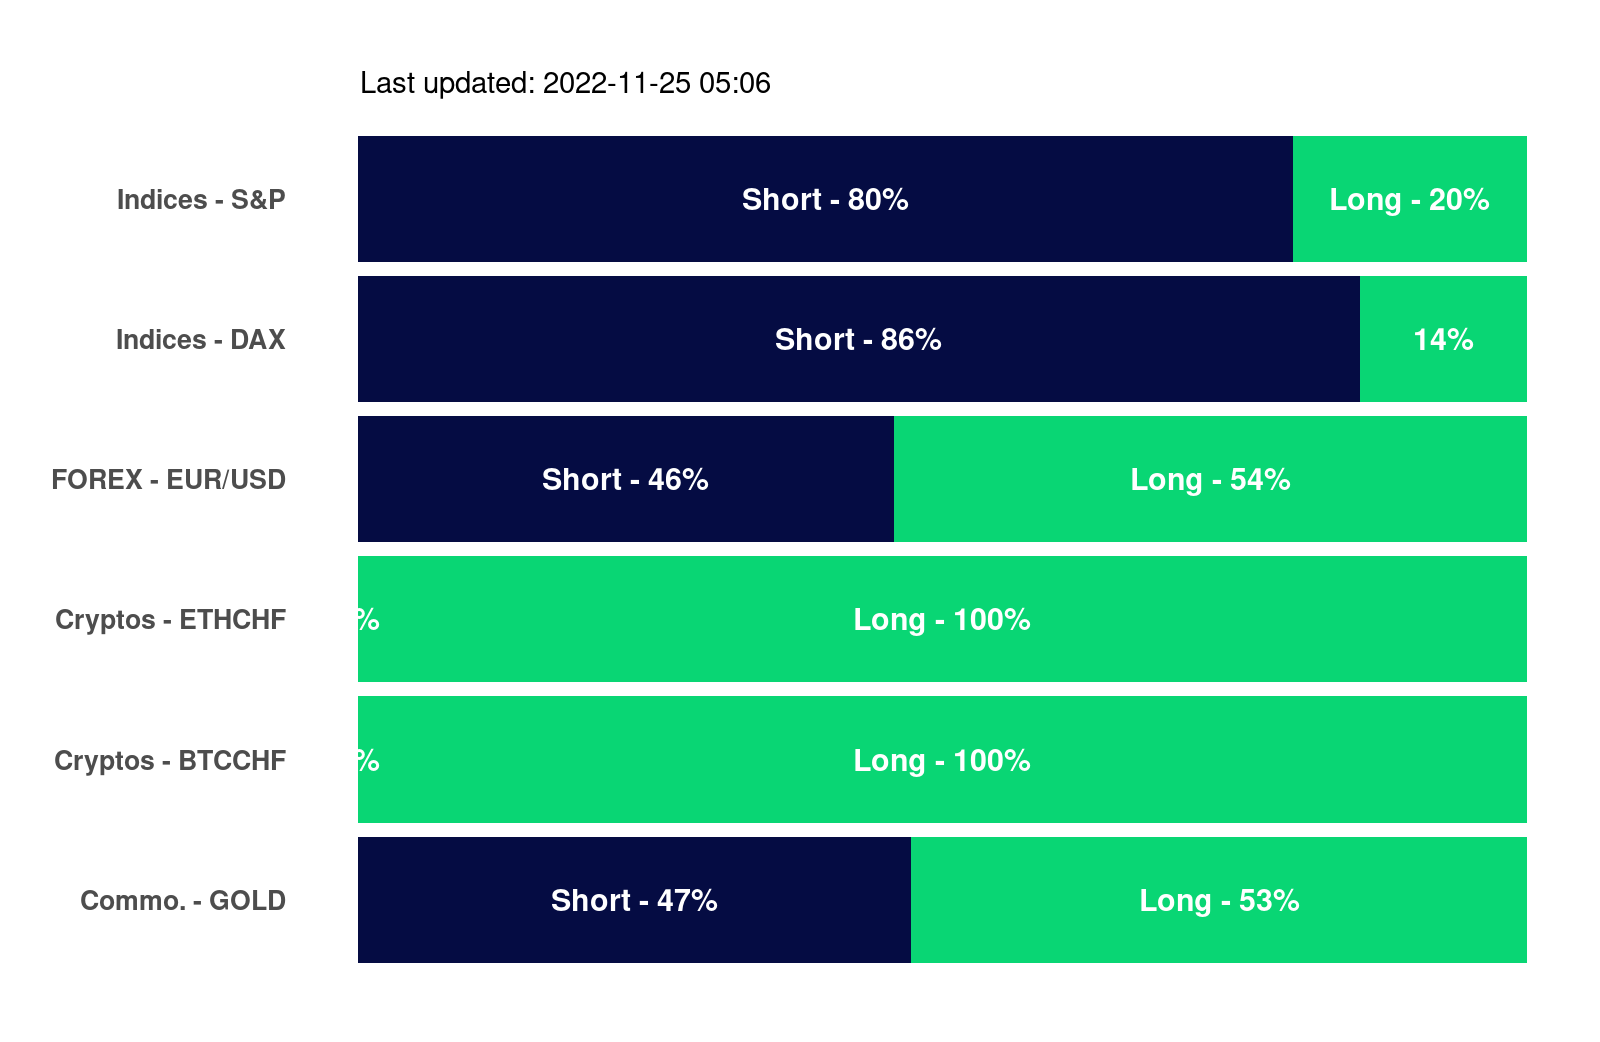 Last updated: 2022-11-25 05:06
Indices - S&P Short - 80% Long - 20%
Indices - DAX Short - 86% 14%
FOREX - EUR/USD Short - 46% Long - 54%
Cryptos - ETHCHF % Long - 100%
Cryptos - BTCCHF % Long - 100%
Commo. - GOLD Short - 47% Long - 53%